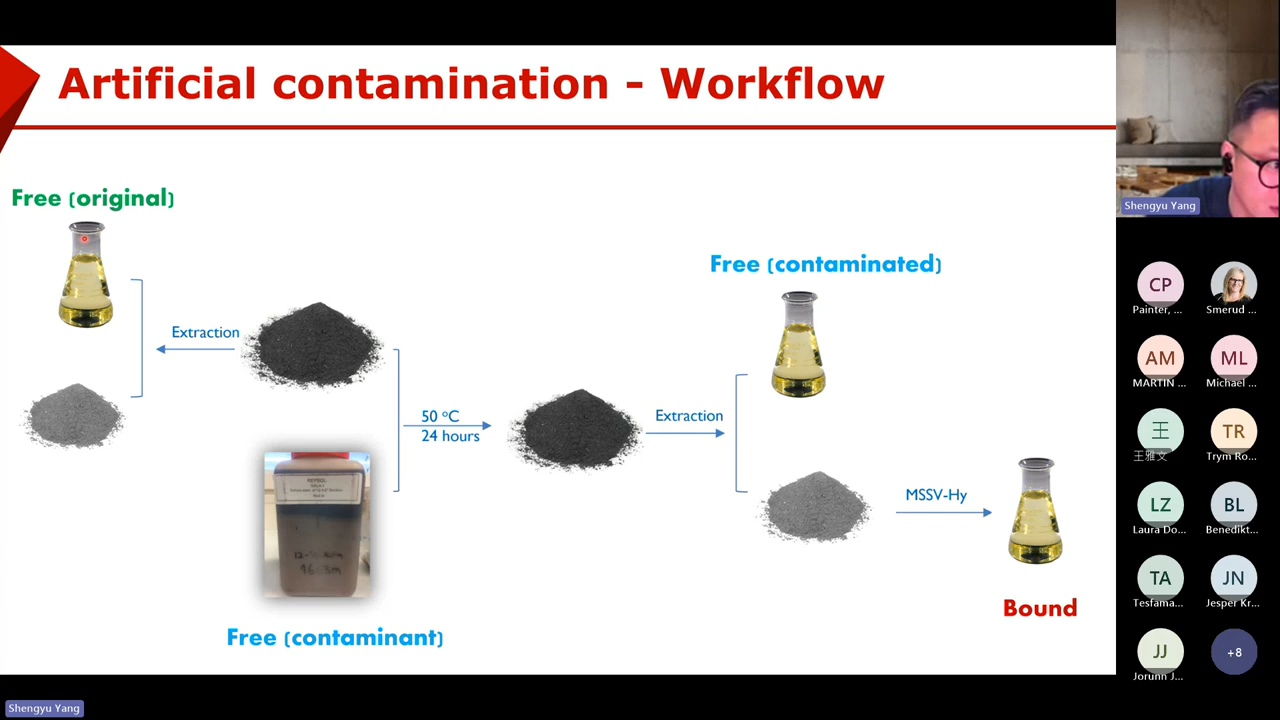 Artificial contamination - Workflow
Free (original)
Extraction
50 °C
24 hours
REPSOL
Free (contaminant)
Extraction
Free (contaminated)
MSSV-Hy
Bound
Shengyu Yang
CP
Painter, ...
Smerud ...
AM
MARTIN ...
ML
Michael ...
王
王雅文
TR
Trym Ro...
LZ
Laura Do...
BL
Benedikt...
TA
Tesfama...
JN
Jesper Kr...
JJ
Jorunn J...
+8
Shengyu Yang